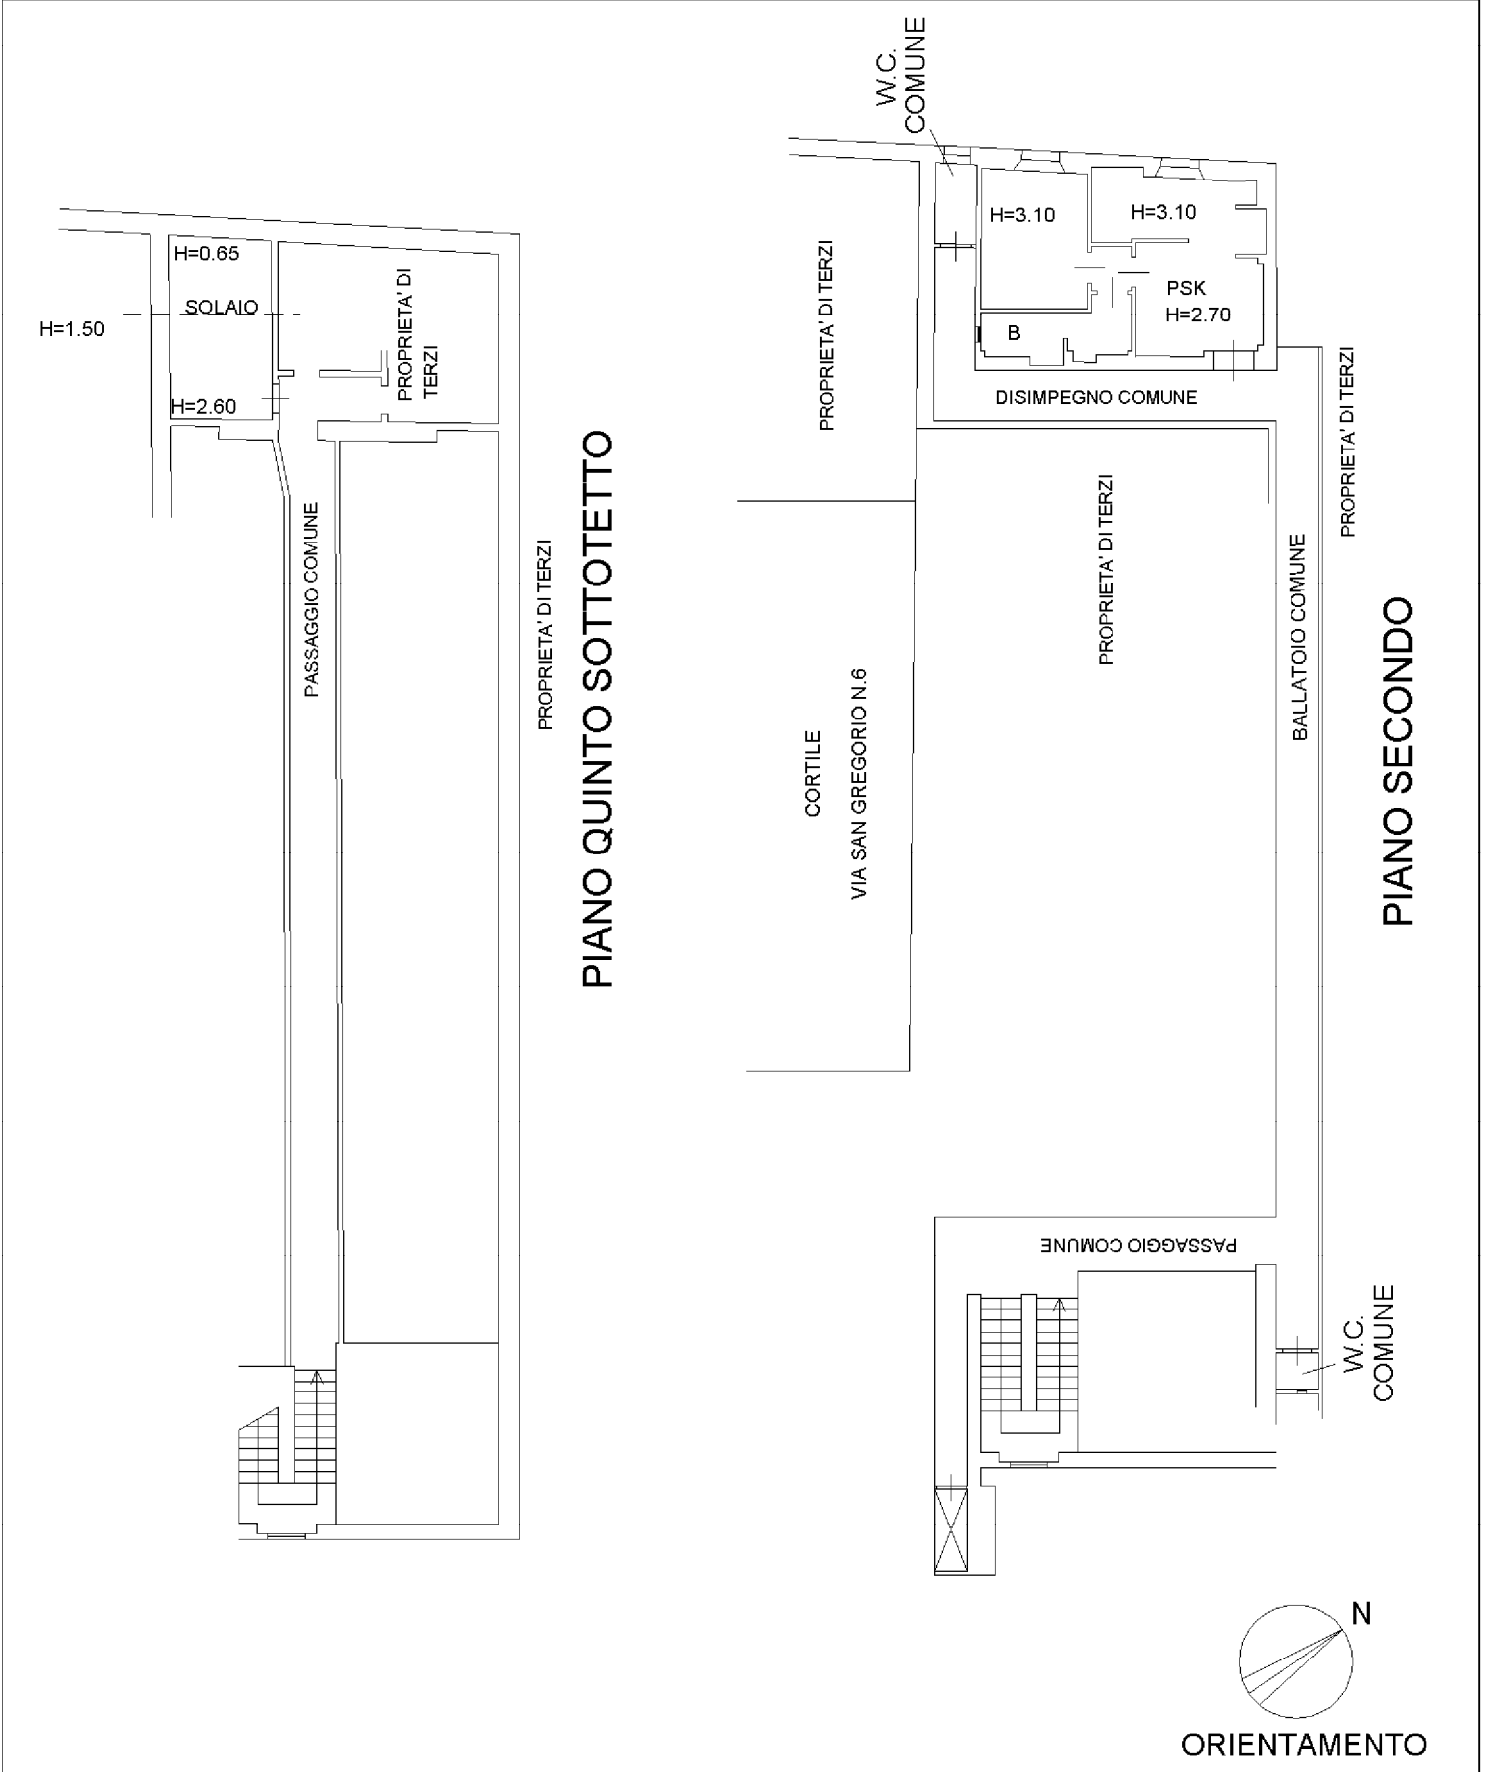 H=0.65
SOLAIO
H=1.50
H=2.60
PROPRIETA' DI
TERZI
PASSAGGIO COMUNE
PROPRIETA' DI TERZI
PIANO QUINTO SOTTOTETTO
W.C.
COMUNE
H=3.10
H=3.10
PSK
H=2.70
B
DISIMPEGNO COMUNE
PROPRIETA' DI TERZI
PROPRIETA' DI TERZI
PROPRIETA' DI TERZI
BALLATOIO COMUNE
CORTILE
VIA SAN GREGORIO N.6
PIANO SECONDO
PASSAGGIO COMUNE
W.C.
COMUNE
N
ORIENTAMENTO